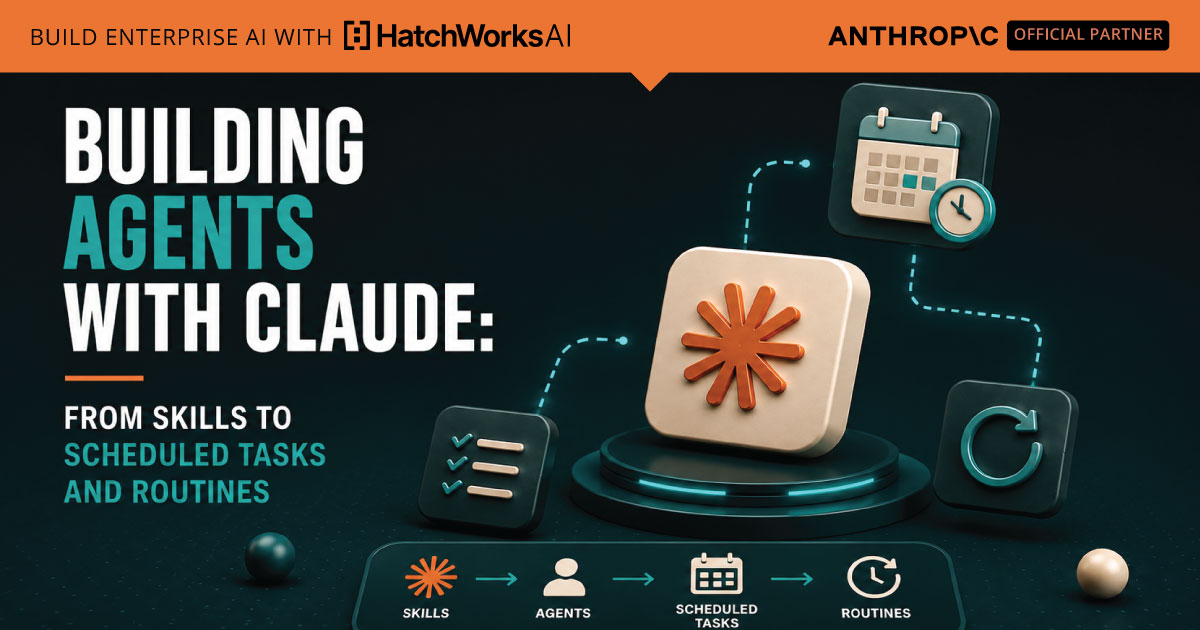 BUILD ENTERPRISE AI WITH HatchWorksAI
ANTHROP\C OFFICIAL PARTNER
BUILDING
AGENTS
WITH CLAUDE:
FROM SKILLS TO
SCHEDULED TASKS
AND ROUTINES
SKILLS
AGENTS
SCHEDULED
TASKS
ROUTINES